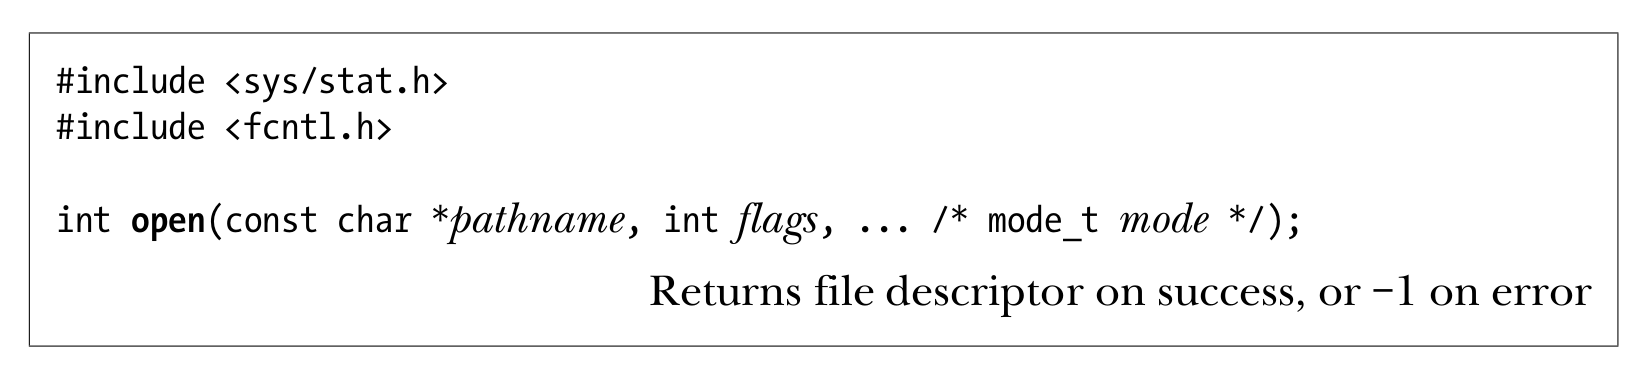 #include <sys/stat.h>
#include <fcntl.h>
int open(const char *pathname, int flags, ... /* mode_t mode */);
Returns file descriptor on success, or −1 on error